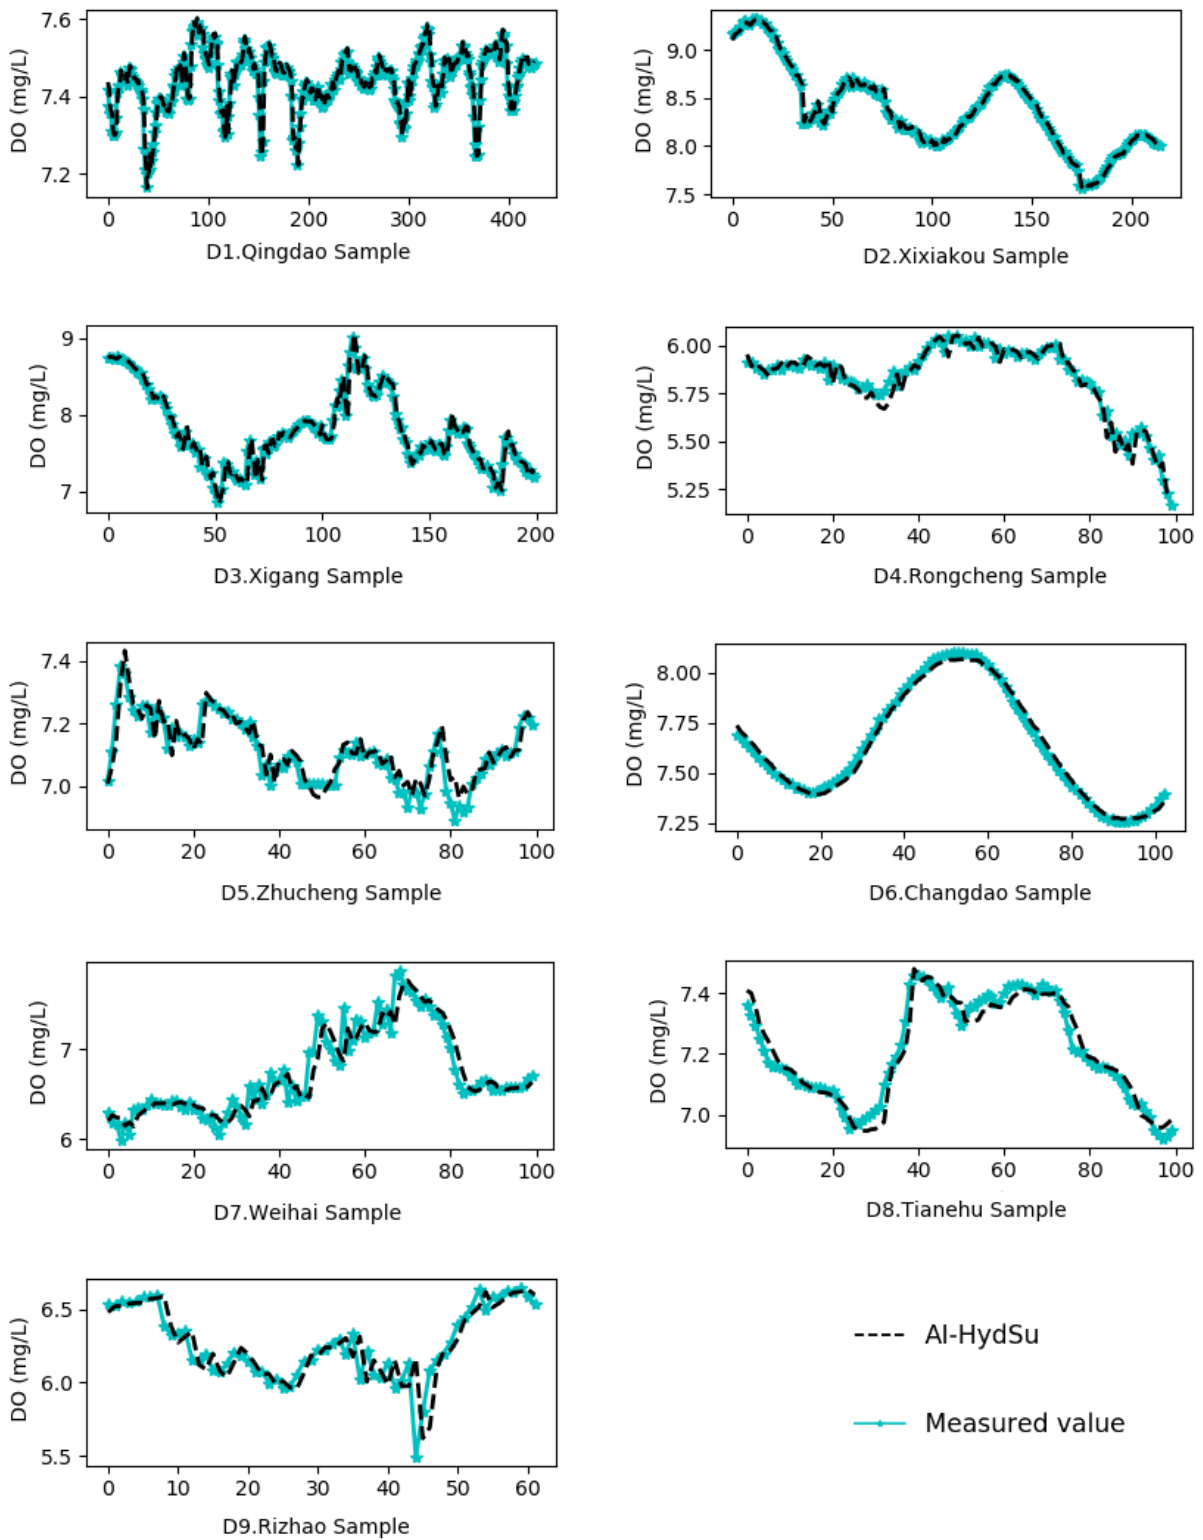 7.6
7.4
7.2
DO (mg/L)
0 100 200 300 400
D1.Qingdao Sample
9.0
8.5
8.0
7.5
DO (mg/L)
0 50 100 150 200
D2.Xixiakou Sample
9
8
7
DO (mg/L)
0 50 100 150 200
D3.Xigang Sample
6.00
5.75
5.50
5.25
DO (mg/L)
0 20 40 60 80 100
D4.Rongcheng Sample
7.4
7.2
7.0
DO (mg/L)
0 20 40 60 80 100
D5.Zhucheng Sample
8.00
7.75
7.50
7.25
DO (mg/L)
0 20 40 60 80 100
D6.Changdao Sample
7
6
DO (mg/L)
0 20 40 60 80 100
D7.Weihai Sample
7.4
7.2
7.0
DO (mg/L)
0 20 40 60 80 100
D8.Tianehu Sample
6.5
6.0
5.5
DO (mg/L)
0 10 20 30 40 50 60
D9.Rizhao Sample
AI-HydSu
Measured value